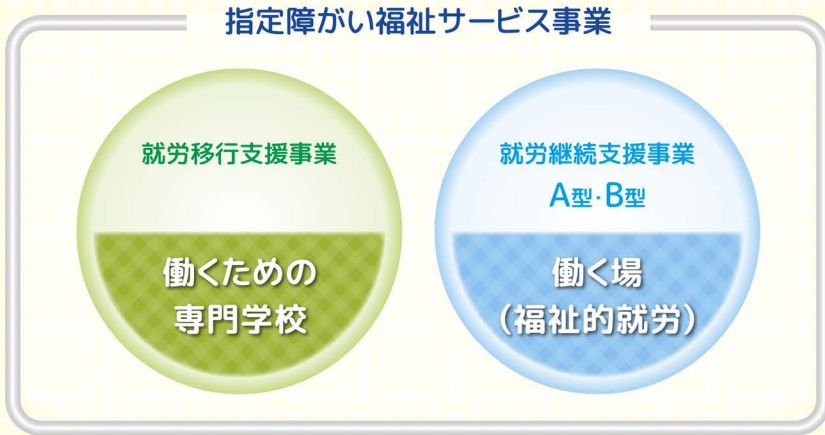 指定障がい福祉サービス事業
就労移行支援事業
働くための
専門学校
就労継続支援事業
A型・B型
働く場
（福祉的就労）